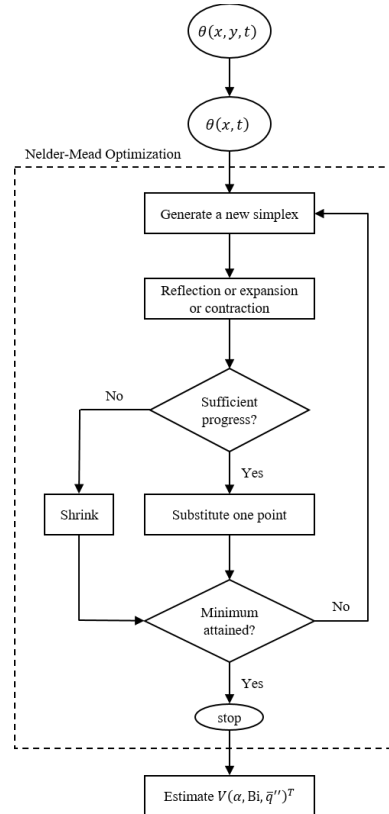 θ(x, y, t)
θ(x, t)
Nelder-Mead Optimization
Generate a new simplex
Reflection or expansion
or contraction
No
Sufficient
progress?
Yes
Shrink
Substitute one point
Minimum
attained?
No
Yes
stop
Estimate V(α, Bi, q̅′′)ᵀ